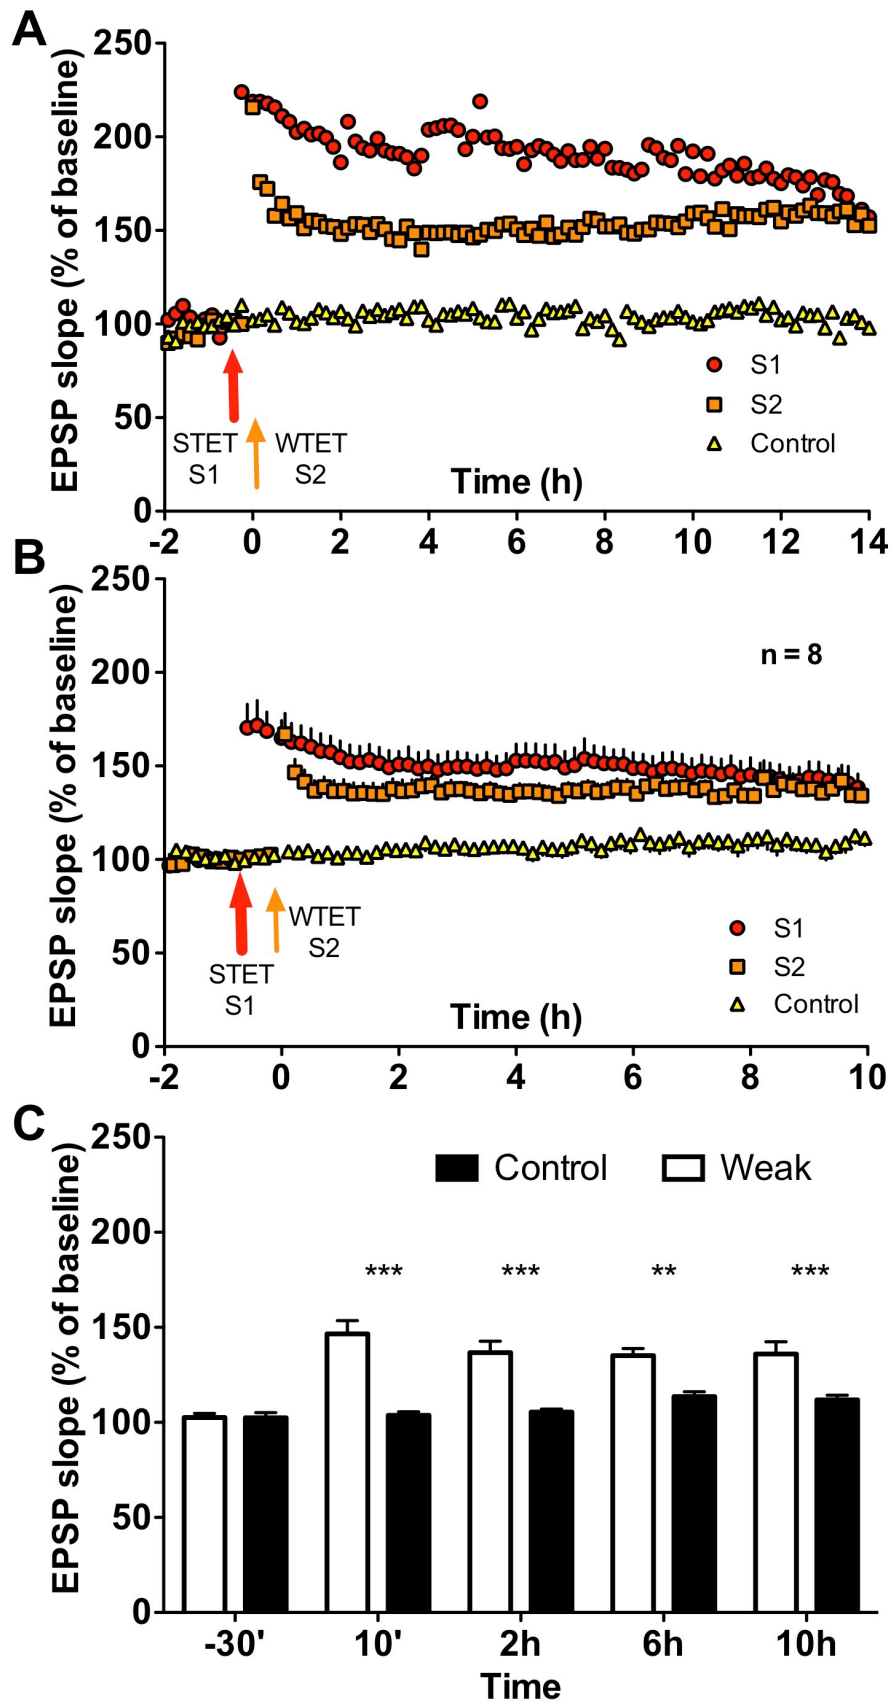 A
EPSP slope (% of baseline)
250
200
150
100
50
0
S1
S2
Control
STET
S1
WTET
S2
Time (h)
-2 0 2 4 6 8 10 12 14
B
EPSP slope (% of baseline)
250
200
150
100
50
0
n = 8
STET
S1
WTET
S2
S1
S2
Control
Time (h)
-2 0 2 4 6 8 10
C
EPSP slope (% of baseline)
250
200
150
100
50
0
Control Weak
*** *** ** ***
-30' 10' 2h 6h 10h
Time